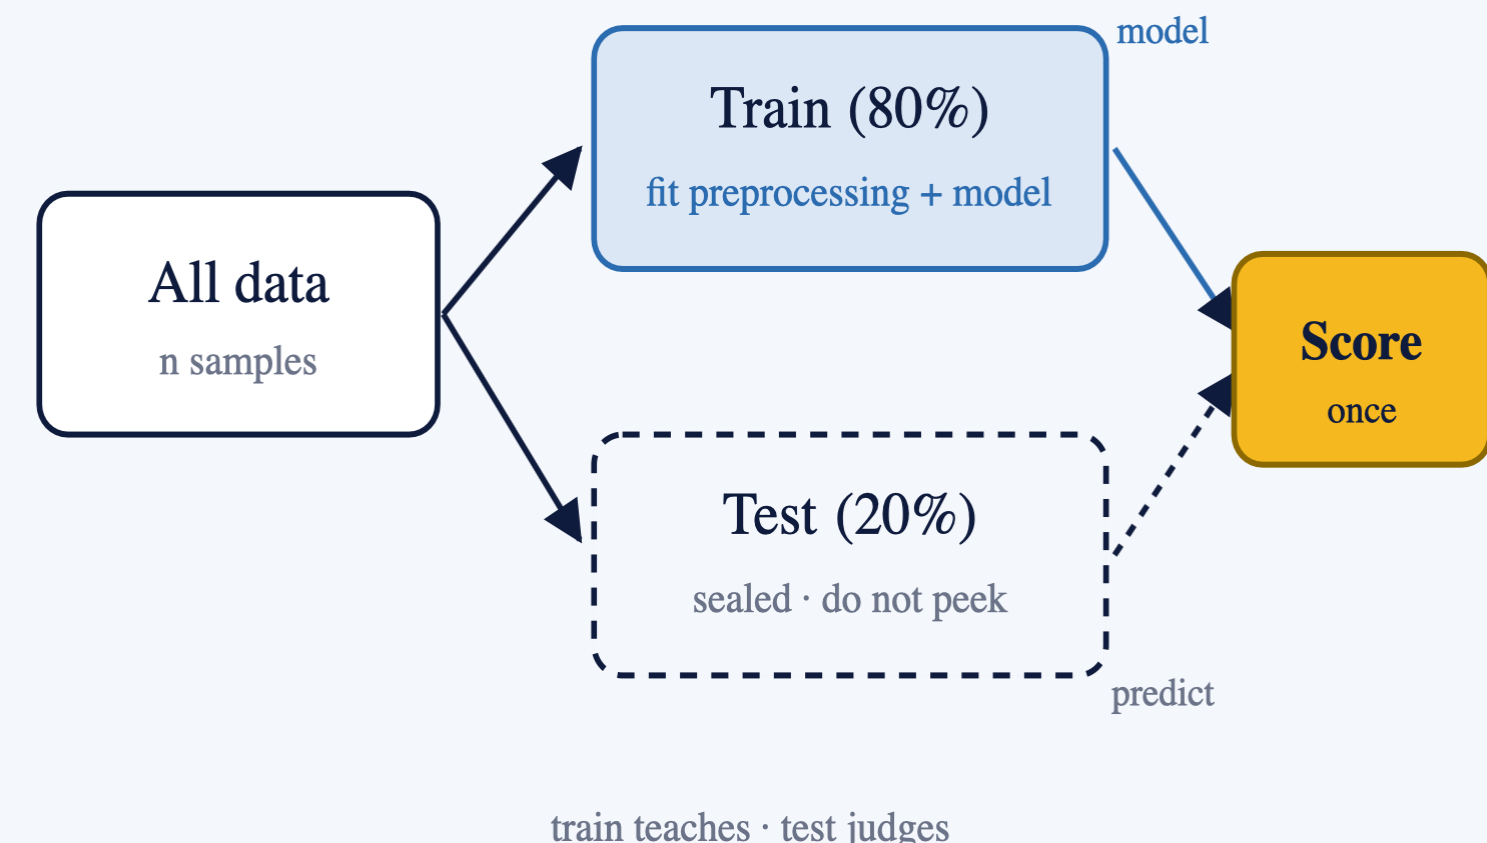 All data
n samples
Train (80%)
fit preprocessing + model
model
Test (20%)
sealed · do not peek
predict
Score
once
train teaches · test judges